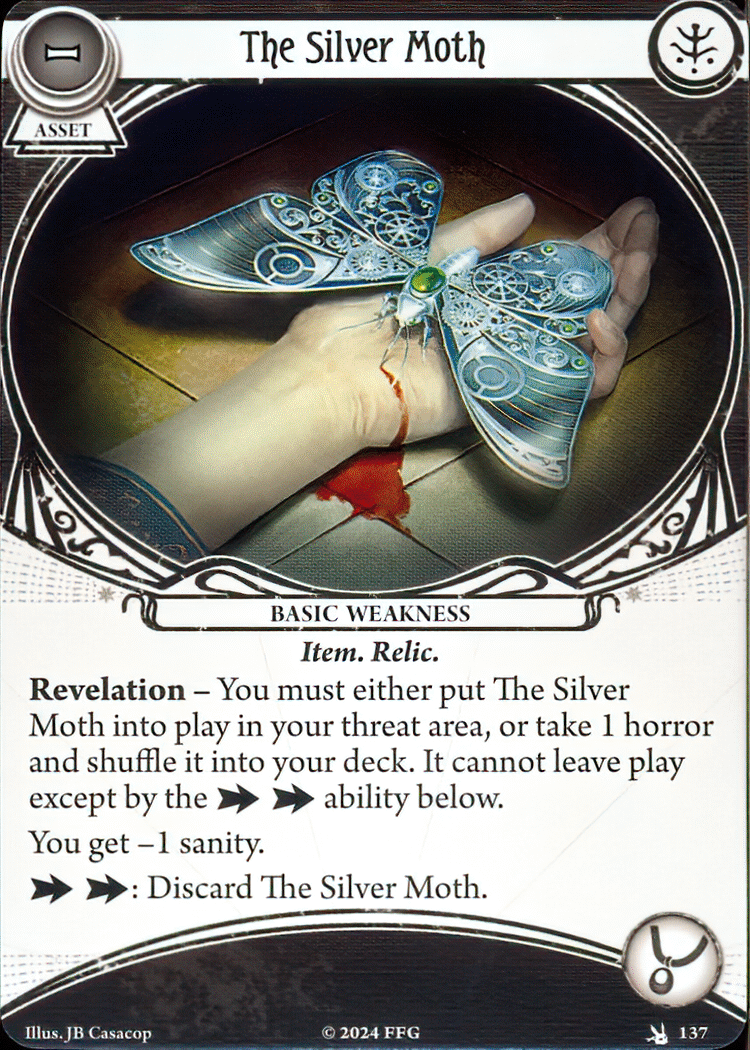 The Silver Moth
ASSET
BASIC WEAKNESS
Item. Relic.
Revelation – You must either put The Silver
Moth into play in your threat area, or take 1 horror
and shuffle it into your deck. It cannot leave play
except by the ability below.
You get –1 sanity.
: Discard The Silver Moth.
Illus. JB Casacop
© 2024 FFG
137